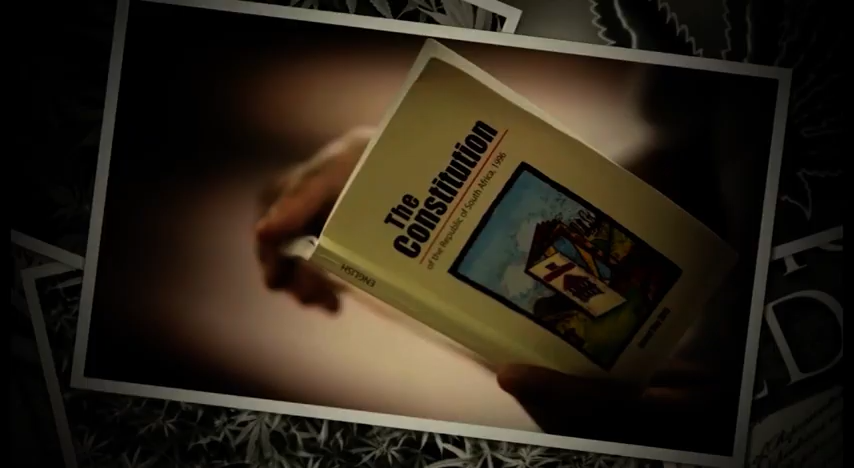 The
Constitution
of the Republic of South Africa, 1996
ENGLISH